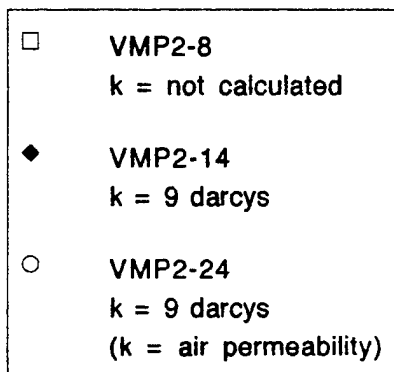 VMP2-8
k = not calculated
VMP2-14
k = 9 darcys
VMP2-24
k = 9 darcys
(k = air permeability)